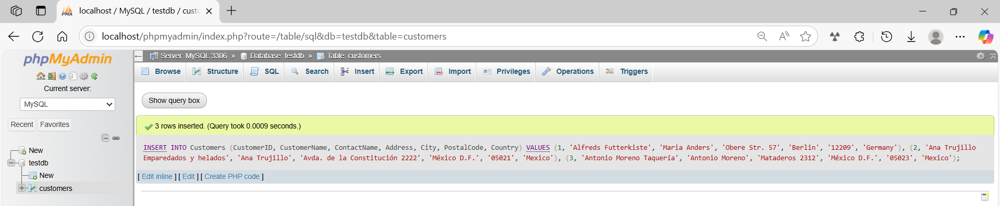 localhost / MySQL / testdb / cust
localhost/phpmyadmin/index.php?route=/table/sql&db=testdb&table=customers
phpMyAdmin
Current server:
MySQL
Recent Favorites
New
testdb
New
customers
Server: MySQL:3306 » Database: testdb » Table: customers
Browse Structure SQL Search Insert Export Import Privileges Operations Triggers
Show query box
3 rows inserted. (Query took 0.0009 seconds.)
INSERT INTO Customers (CustomerID, CustomerName, ContactName, Address, City, PostalCode, Country) VALUES (1, 'Alfreds Futterkiste', 'Maria Anders', 'Obere Str. 57', 'Berlin', '12209', 'Germany'), (2, 'Ana Trujillo
Emparedados y helados', 'Ana Trujillo', 'Avda. de la Constitución 2222', 'México D.F.', '05021', 'Mexico'), (3, 'Antonio Moreno Taquería', 'Antonio Moreno', 'Mataderos 2312', 'México D.F.', '05023', 'Mexico');
[ Edit inline ] [ Edit ] [ Create PHP code ]